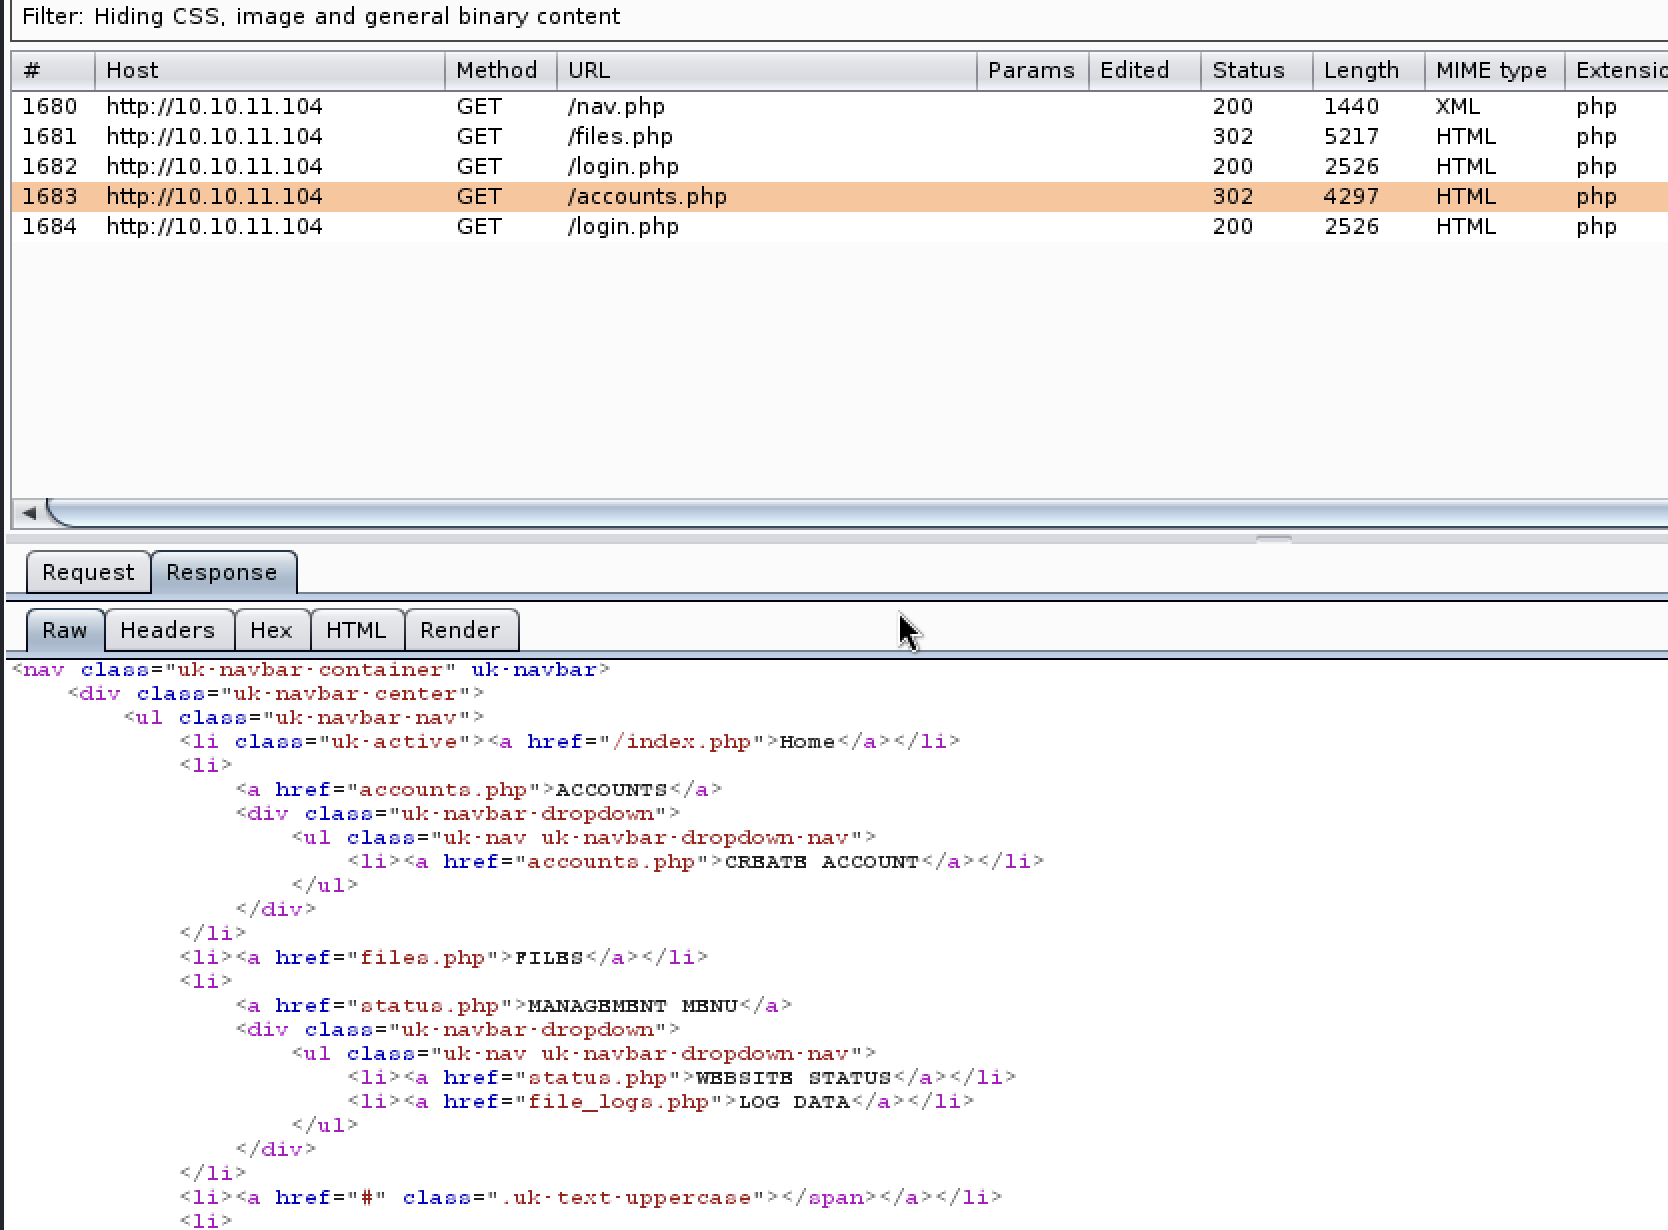 Filter: Hiding CSS, image and general binary content
# Host Method URL Params Edited Status Length MIME type Extensio
1680 http://10.10.11.104 GET /nav.php 200 1440 XML php
1681 http://10.10.11.104 GET /files.php 302 5217 HTML php
1682 http://10.10.11.104 GET /login.php 200 2526 HTML php
1683 http://10.10.11.104 GET /accounts.php 302 4297 HTML php
1684 http://10.10.11.104 GET /login.php 200 2526 HTML php
Request Response
Raw Headers Hex HTML Render
<nav class="uk-navbar-container" uk-navbar>
<div class="uk-navbar-center">
<ul class="uk-navbar-nav">
<li class="uk-active"><a href="/index.php">Home</a></li>
<li>
<a href="accounts.php">ACCOUNTS</a>
<div class="uk-navbar-dropdown">
<ul class="uk-nav uk-navbar-dropdown-nav">
<li><a href="accounts.php">CREATE ACCOUNT</a></li>
</ul>
</div>
</li>
<li><a href="files.php">FILES</a></li>
<li>
<a href="status.php">MANAGEMENT MENU</a>
<div class="uk-navbar-dropdown">
<ul class="uk-nav uk-navbar-dropdown-nav">
<li><a href="status.php">WEBSITE STATUS</a></li>
<li><a href="file_logs.php">LOG DATA</a></li>
</ul>
</div>
</li>
<li><a href="#" class=".uk-text-uppercase"></span></a></li>
<li>